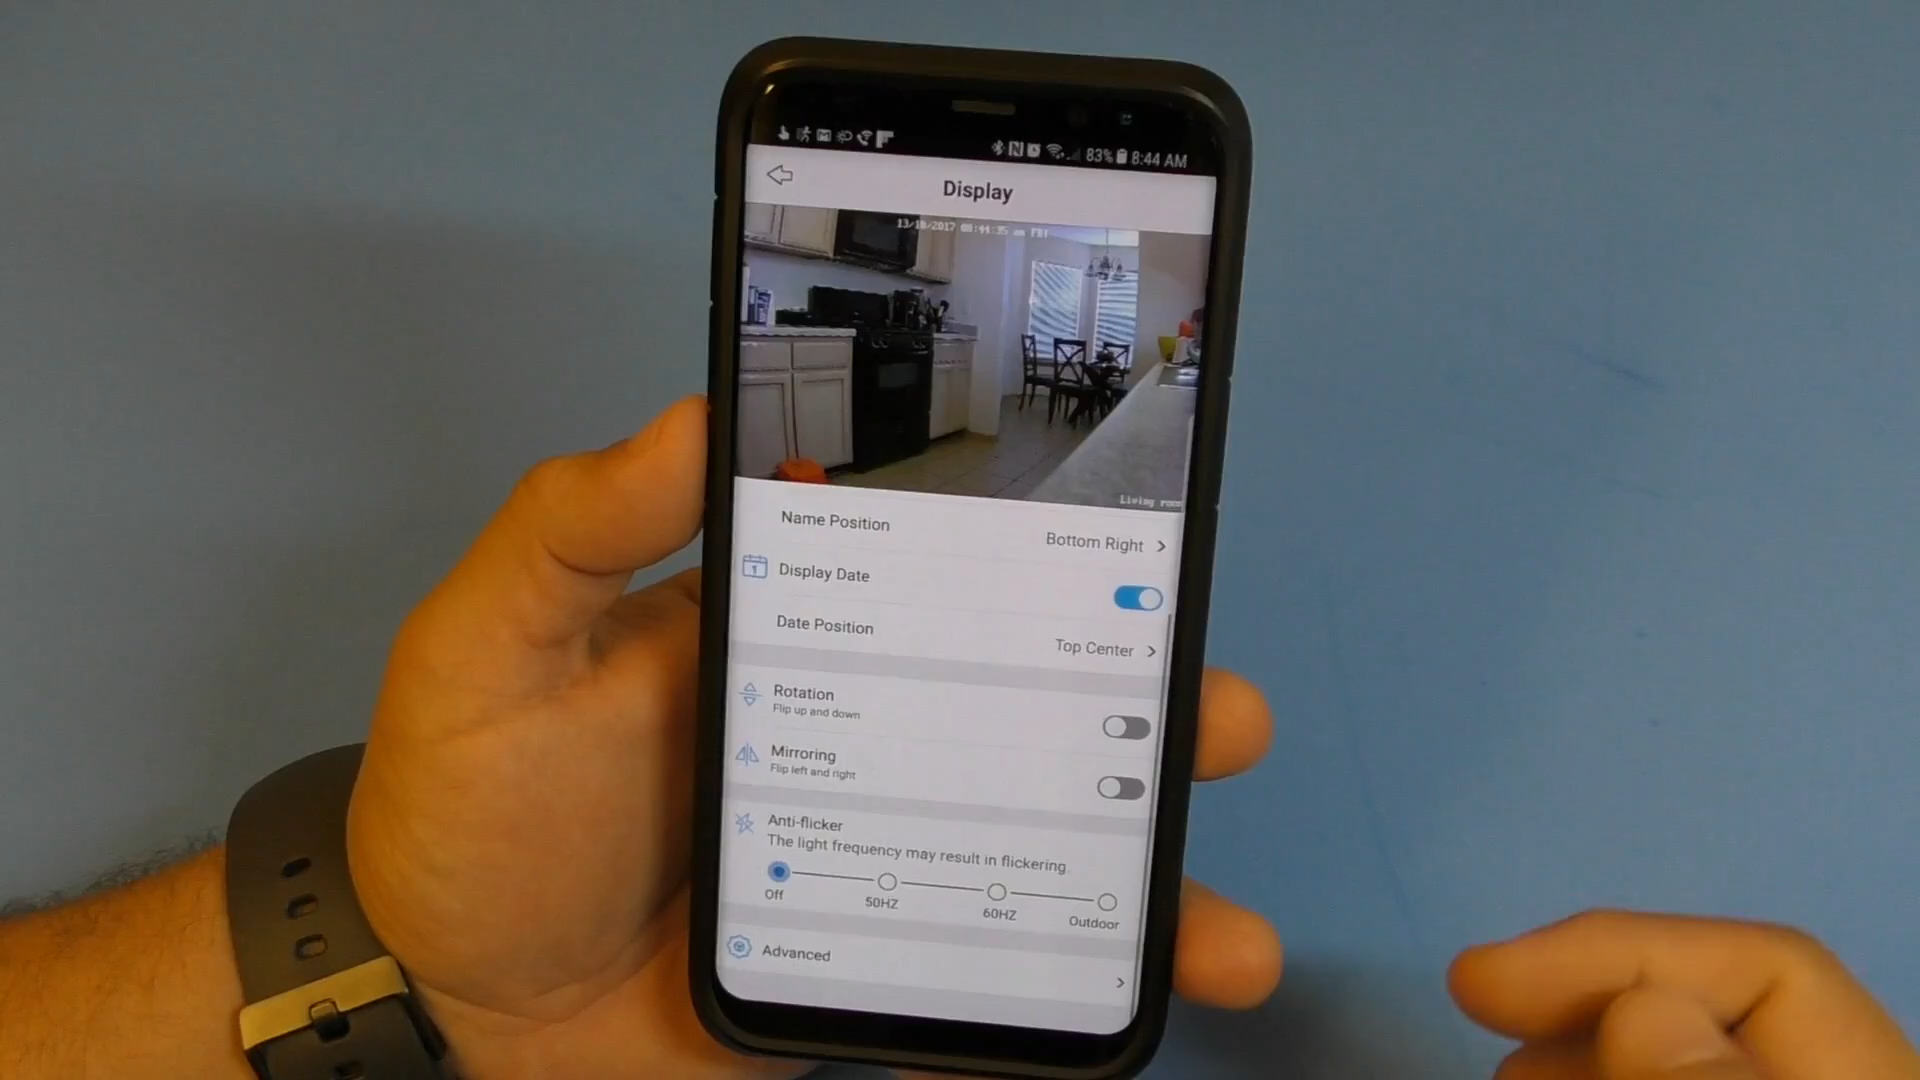 83% 8:44 AM
Display
13/10/2017 08:44:35 am FRI
Living room
Name Position
Bottom Right
1
Display Date
Date Position
Top Center
Rotation
Flip up and down
Mirroring
Flip left and right
Anti-flicker
The light frequency may result in flickering
Off 50HZ 60HZ Outdoor
Advanced